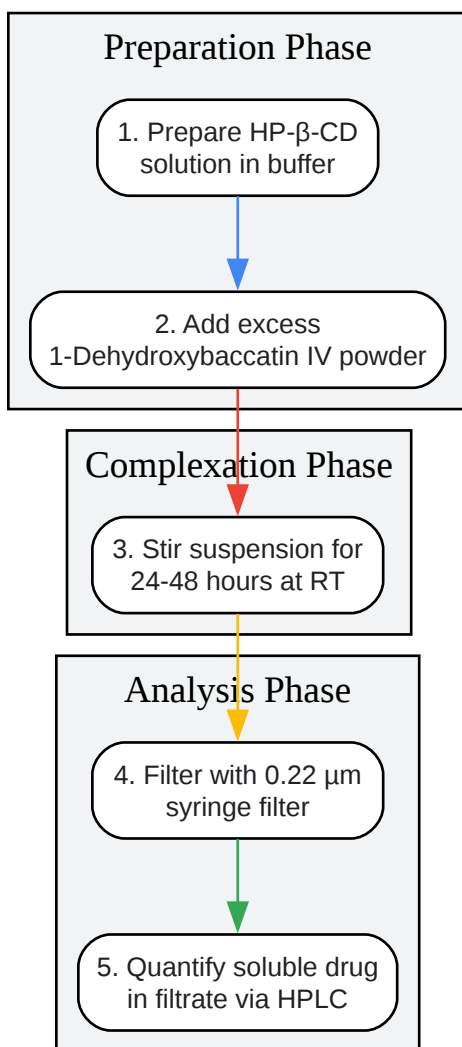 Preparation Phase
1. Prepare HP-β-CD
solution in buffer
2. Add excess
1-Dehydroxybaccatin IV powder
Complexation Phase
3. Stir suspension for
24-48 hours at RT
Analysis Phase
4. Filter with 0.22 µm
syringe filter
5. Quantify soluble drug
in filtrate via HPLC